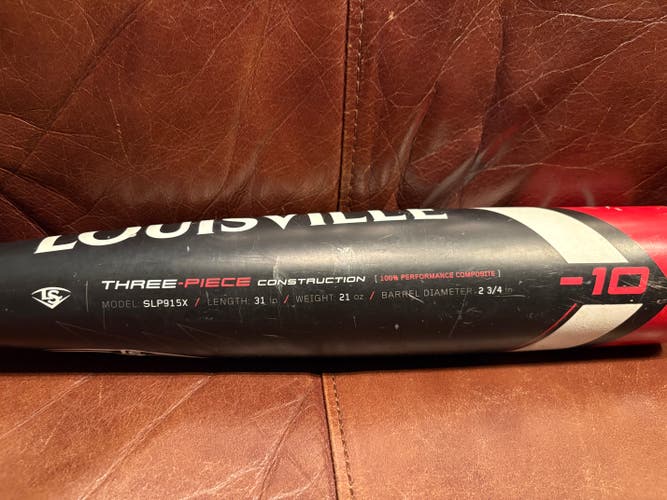 LOUISVILLE
LS
THREE-PIECE CONSTRUCTION [ 100% PERFORMANCE COMPOSITE ]
MODEL: SLP915X / LENGTH: 31 in / WEIGHT: 21 oz / BARREL DIAMETER: 2 3/4 in
-10